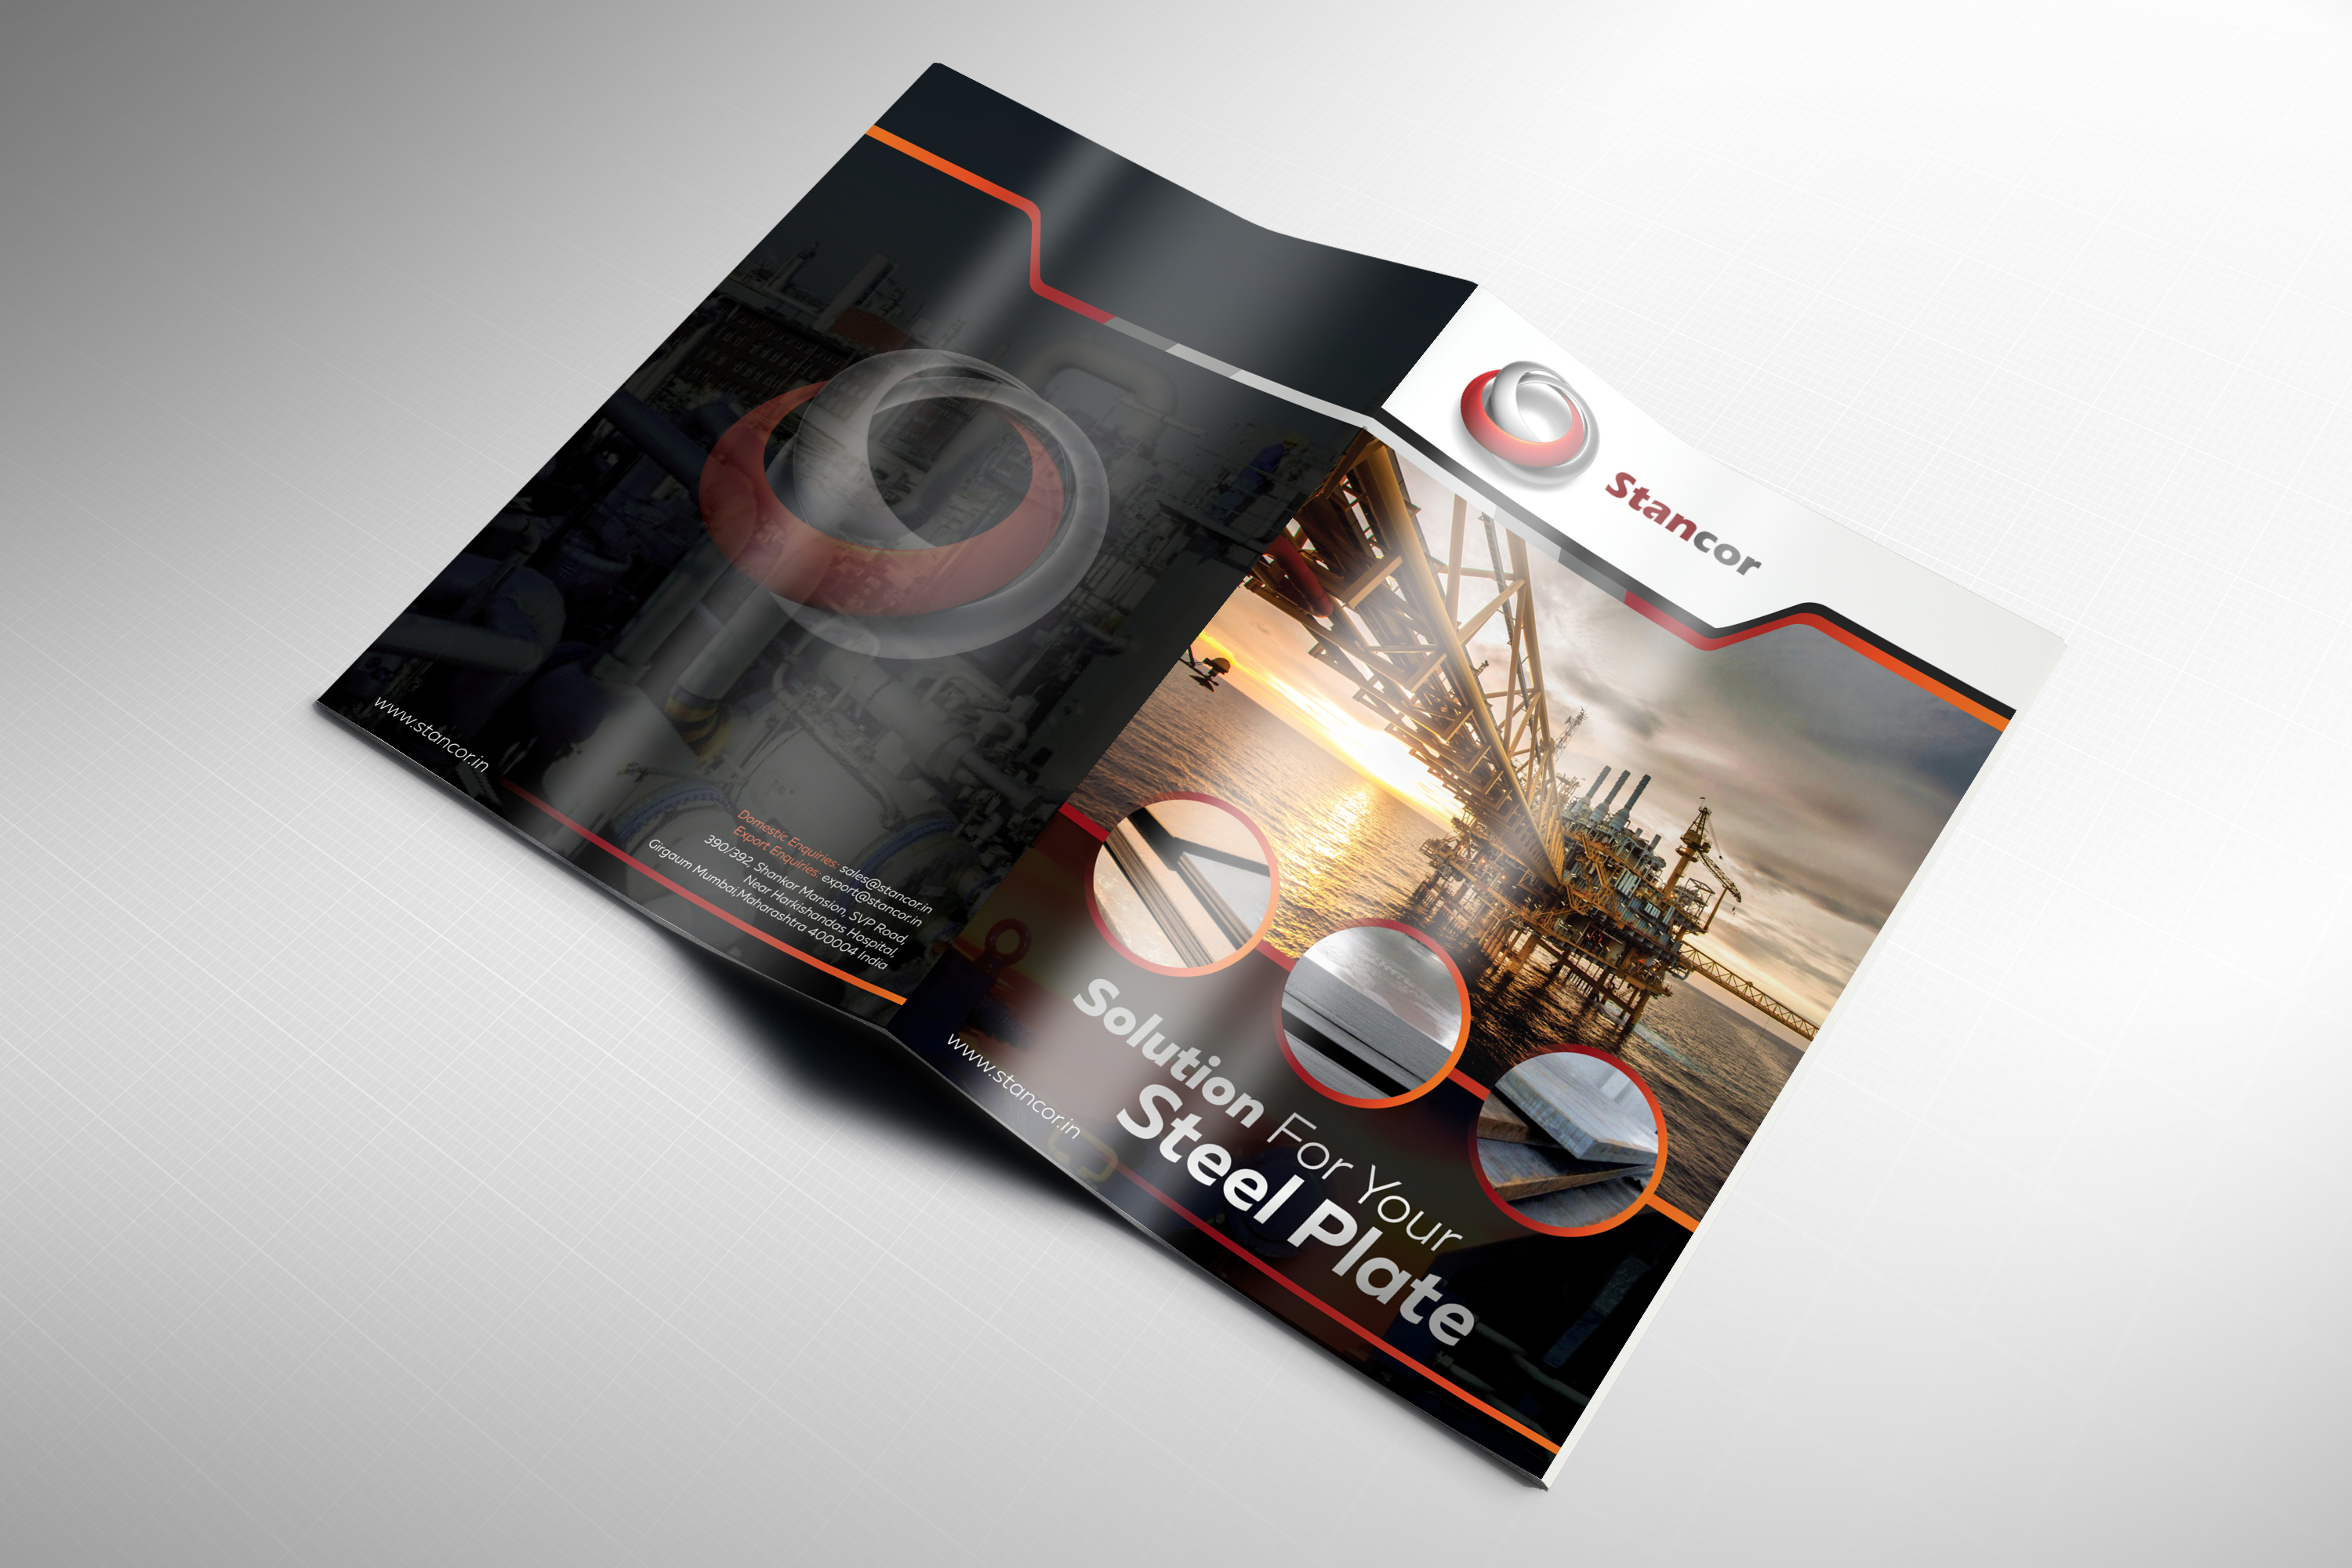 Stancor
Solution For Your
Steel Plate
www.stancor.in
www.stancor.in
Domestic Enquiries: sales@stancor.in
Export Enquiries: export@stancor.in
390/392, Shankar Mansion, SVP Road,
Near Harkishandas Hospital,
Girgaum Mumbai,Maharashtra 400004 India